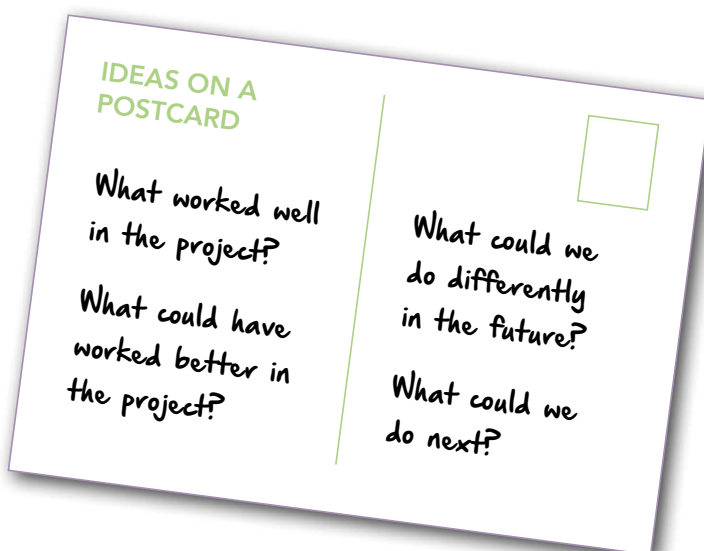 IDEAS ON A
POSTCARD
What worked well
in the project?
What could have
worked better in
the project?
What could we
do differently
in the future?
What could we
do next?